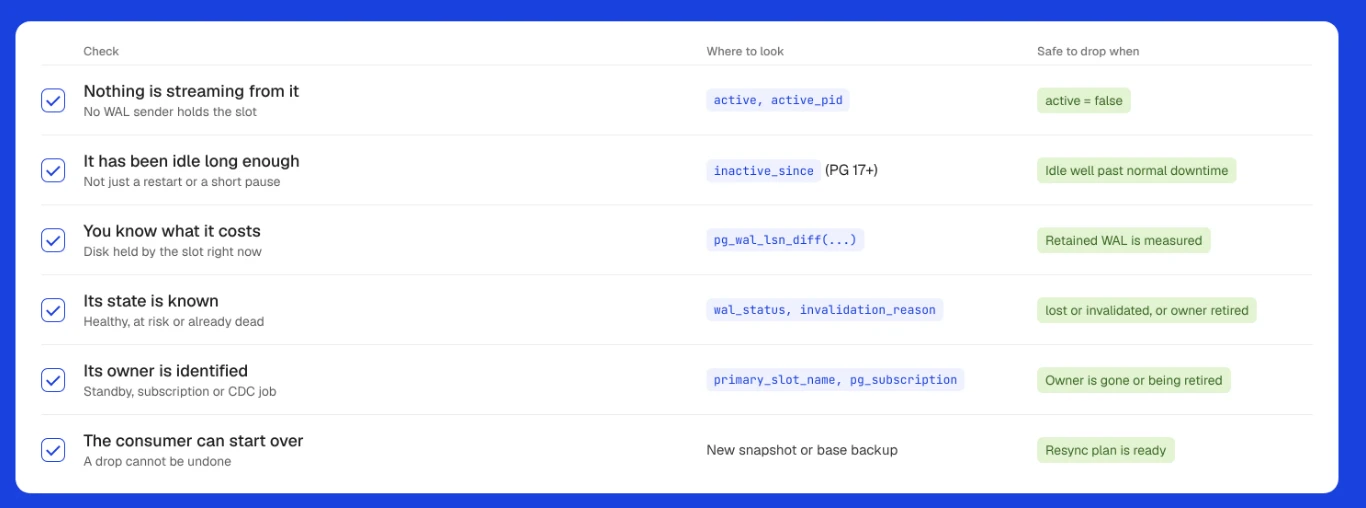 Check Where to look Safe to drop when
Nothing is streaming from it
No WAL sender holds the slot
active, active_pid
active = false
It has been idle long enough
Not just a restart or a short pause
inactive_since (PG 17+)
Idle well past normal downtime
You know what it costs
Disk held by the slot right now
pg_wal_lsn_diff(...)
Retained WAL is measured
Its state is known
Healthy, at risk or already dead
wal_status, invalidation_reason
lost or invalidated, or owner retired
Its owner is identified
Standby, subscription or CDC job
primary_slot_name, pg_subscription
Owner is gone or being retired
The consumer can start over
A drop cannot be undone
New snapshot or base backup
Resync plan is ready